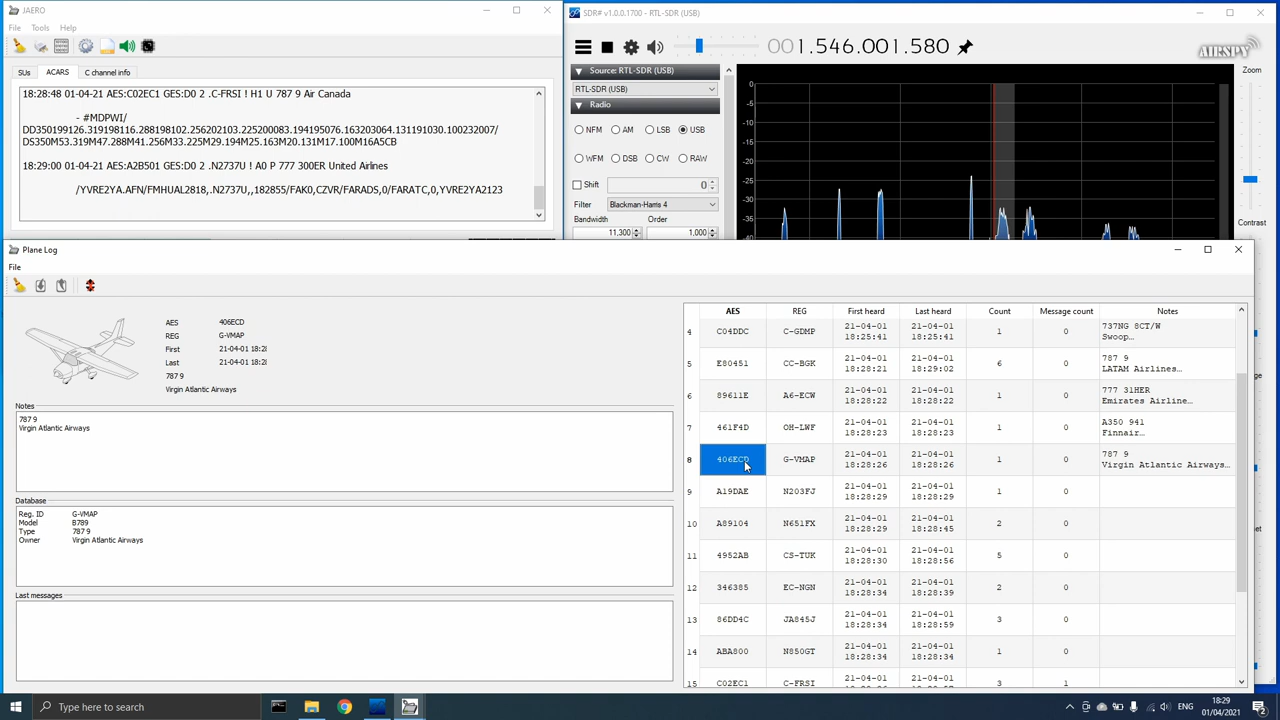 JAERO
File Tools Help
SUs ACARS C channel info
18:28:48 01-04-21 AES:C02EC1 GES:D0 2 .C-FRSI ! H1 U 787 9 Air Canada
- #MDPWI/
DD350199126.319198116.288198102.256202103.225200083.194195076.163203064.131191030.100232007/
DS350M53.319M47.288M41.256M33.225M29.194M25.163M20.131M17.100M16A5CB
18:29:00 01-04-21 AES:A2B501 GES:D0 2 .N2737U ! A0 P 777 300ER United Airlines
/YVRE2YA.AFN/FMHUAL2818,.N2737U,,182855/FAK0,CZVR/FARADS,0/FARATC,0,YVRE2YA2123
SDR# v1.0.0.1700 - RTL-SDR (USB)
001.546.001.580
AIRSPY
Source: RTL-SDR (USB)
RTL-SDR (USB)
Radio
NFM AM LSB USB
WFM DSB CW RAW
Shift 0
Filter Blackman-Harris 4
Bandwidth Order
11,300 1,000
0
-5
-10
-15
-20
-25
-30
-35
-40
Zoom
Contrast
Plane Log
File
AES 406ECD
REG G-VMAP
First 21-04-01 18:28
Last 21-04-01 18:28
787 9
Virgin Atlantic Airways
Notes
787 9
Virgin Atlantic Airways
Database
Reg. ID G-VMAP
Model B789
Type 787 9
Owner Virgin Atlantic Airways
Last messages
AES REG First heard Last heard Count Message count Notes
4 C04DDC C-GDMP 21-04-01 18:25:41 21-04-01 18:25:41 1 0 737NG 8CT/W Swoop...
5 E80451 CC-BGK 21-04-01 18:28:21 21-04-01 18:29:02 6 0 787 9 LATAM Airlines...
6 89611E A6-ECW 21-04-01 18:28:22 21-04-01 18:28:22 1 0 777 31HER Emirates Airline...
7 461F4D OH-LWF 21-04-01 18:28:23 21-04-01 18:28:23 1 0 A350 941 Finnair...
8 406ECD G-VMAP 21-04-01 18:28:26 21-04-01 18:28:26 1 0 787 9 Virgin Atlantic Airways...
9 A19DAE N203FJ 21-04-01 18:28:29 21-04-01 18:28:29 1 0
10 A89104 N651FX 21-04-01 18:28:29 21-04-01 18:28:45 2 0
11 4952AB CS-TUK 21-04-01 18:28:30 21-04-01 18:28:56 5 0
12 346385 EC-NGN 21-04-01 18:28:34 21-04-01 18:28:39 2 0
13 86DD4C JA845J 21-04-01 18:28:34 21-04-01 18:28:59 3 0
14 ABA800 N850GT 21-04-01 18:28:34 21-04-01 18:28:34 1 0
15 C02EC1 C-FRSI 3 1
Type here to search
ENG
18:29
01/04/2021